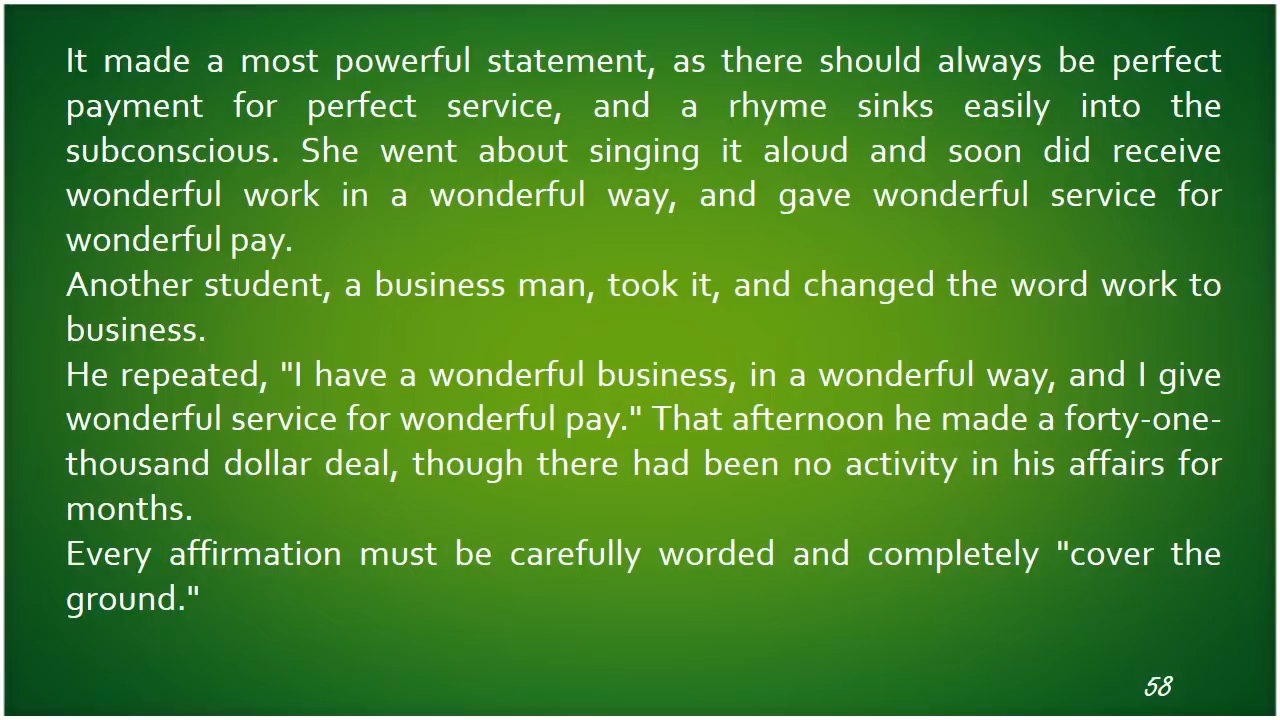 It made a most powerful statement, as there should always be perfect
payment for perfect service, and a rhyme sinks easily into the
subconscious. She went about singing it aloud and soon did receive
wonderful work in a wonderful way, and gave wonderful service for
wonderful pay.
Another student, a business man, took it, and changed the word work to
business.
He repeated, "I have a wonderful business, in a wonderful way, and I give
wonderful service for wonderful pay." That afternoon he made a forty-one-
thousand dollar deal, though there had been no activity in his affairs for
months.
Every affirmation must be carefully worded and completely "cover the
ground."
58